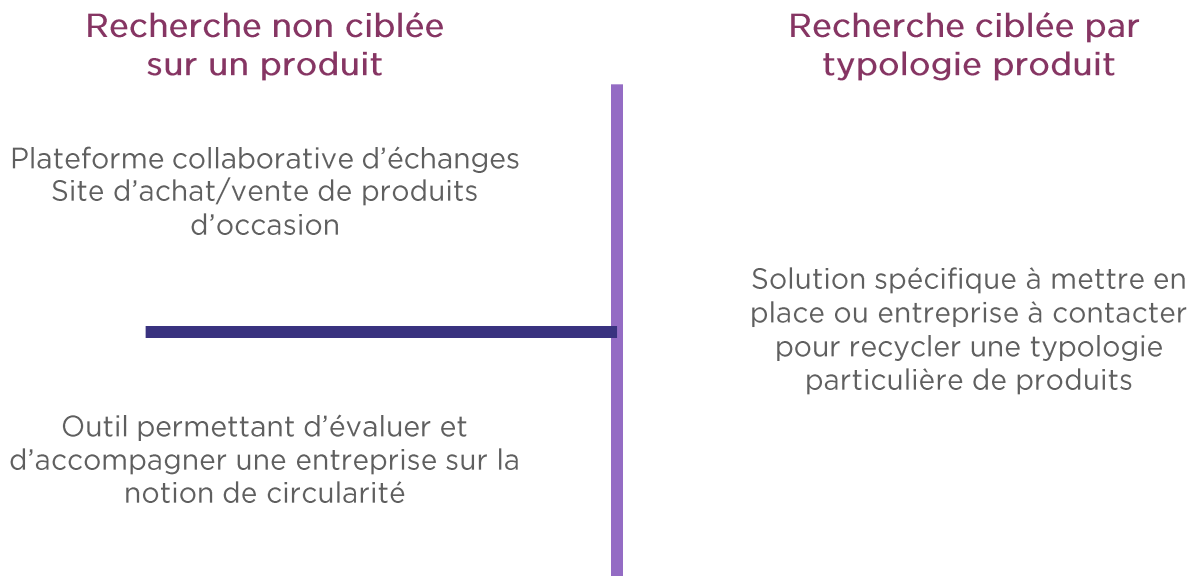 Recherche non ciblée
sur un produit
Plateforme collaborative d’échanges
Site d’achat/vente de produits
d’occasion
Outil permettant d’évaluer et
d’accompagner une entreprise sur la
notion de circularité
Recherche ciblée par
typologie produit
Solution spécifique à mettre en
place ou entreprise à contacter
pour recycler une typologie
particulière de produits